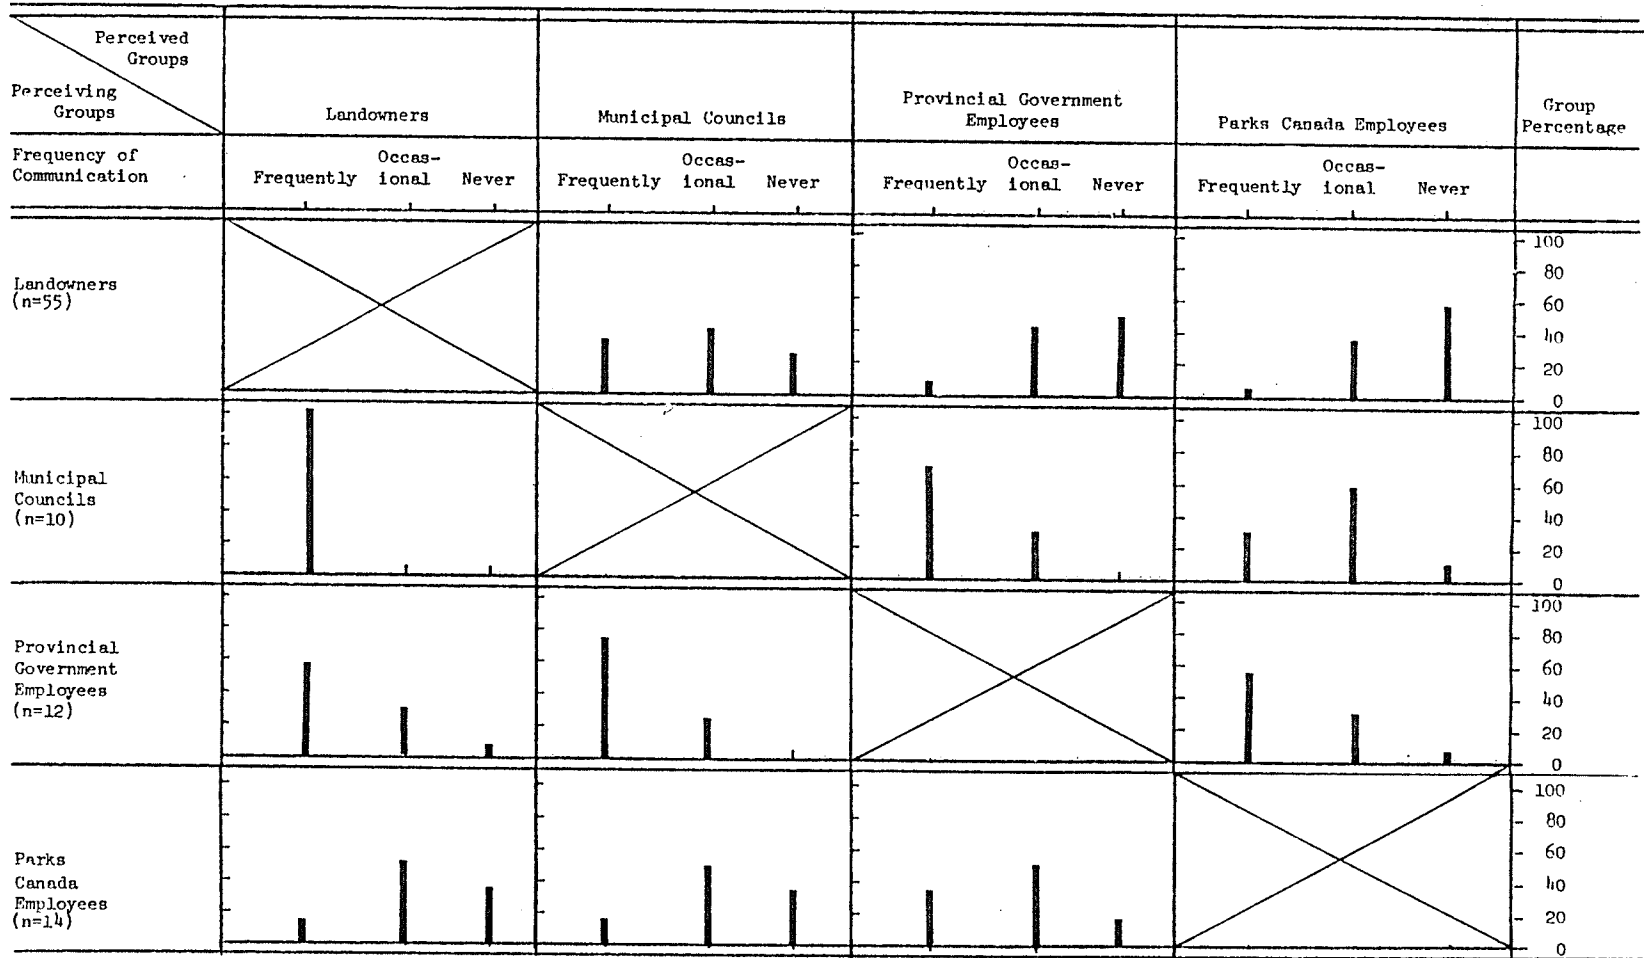 Perceived
Groups
Perceiving
Groups
Landowners
Municipal Councils
Provincial Government
Employees
Parks Canada Employees
Group
Percentage
Frequency of
Communication
Frequently Occas-
ional Never
Frequently Occas-
ional Never
Frequently Occas-
ional Never
Frequently Occas-
ional Never
Landowners
(n=55)
100
80
60
40
20
0
Municipal
Councils
(n=10)
100
80
60
40
20
0
Provincial
Government
Employees
(n=12)
100
80
60
40
20
0
Parks
Canada
Employees
(n=14)
100
80
60
40
20
0